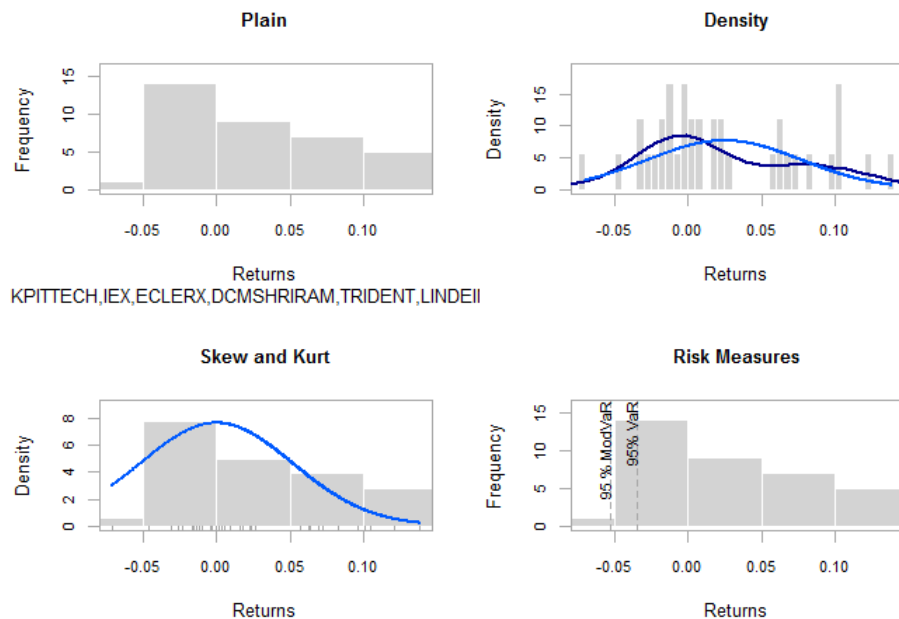 Plain
Frequency
0
5
10
15
-0.05 0.00 0.05 0.10
Returns
Density
Density
0
5
10
15
-0.05 0.00 0.05 0.10
Returns
KPITTECH,IEX,ECLERX,DCMSHRIRAM,TRIDENT,LINDEII
Skew and Kurt
Density
0
2
4
6
8
-0.05 0.00 0.05 0.10
Returns
Risk Measures
Frequency
0
5
10
15
95 % ModVaR
95% VaR
-0.05 0.00 0.05 0.10
Returns